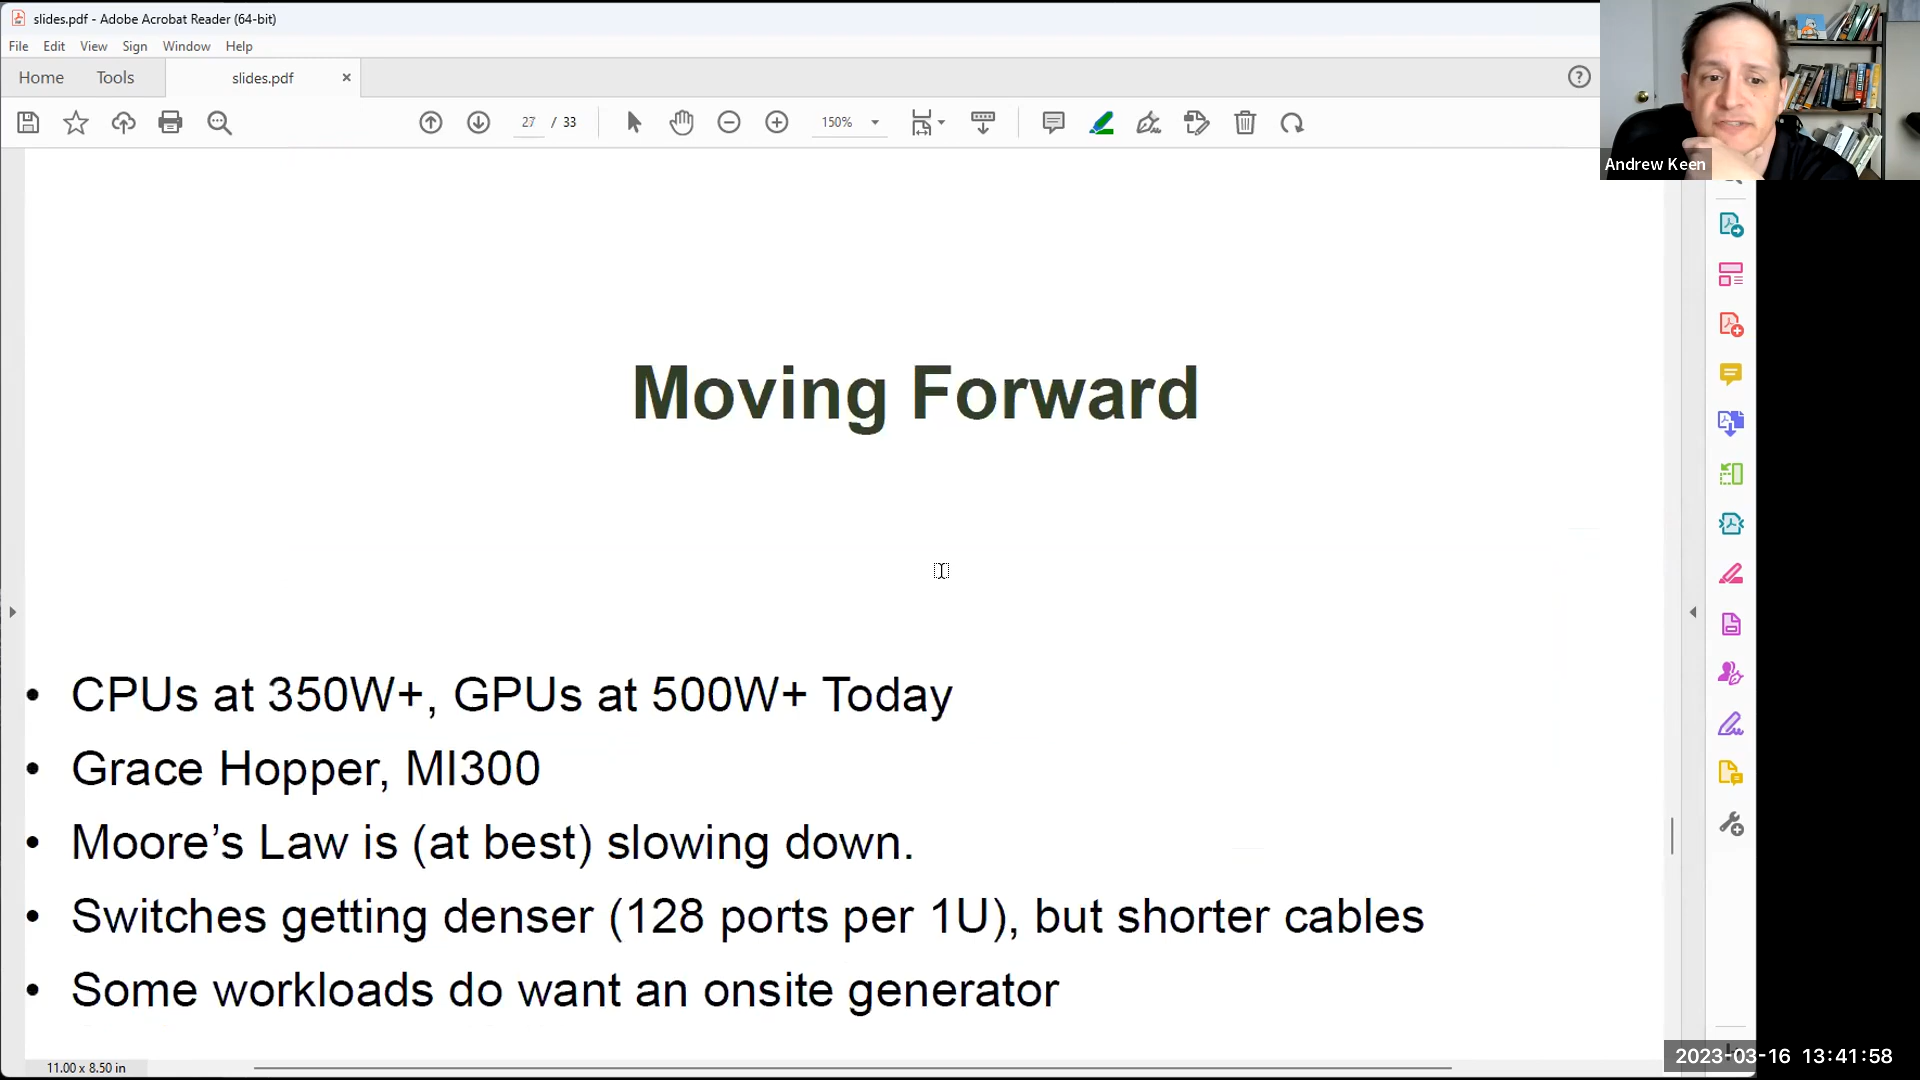 slides.pdf - Adobe Acrobat Reader (64-bit)
File Edit View Sign Window Help
Home Tools slides.pdf
27 / 33 150%
Andrew Keen
Moving Forward
• CPUs at 350W+, GPUs at 500W+ Today
• Grace Hopper, MI300
• Moore’s Law is (at best) slowing down.
• Switches getting denser (128 ports per 1U), but shorter cables
• Some workloads do want an onsite generator
11.00 x 8.50 in
2023-03-16 13:41:58